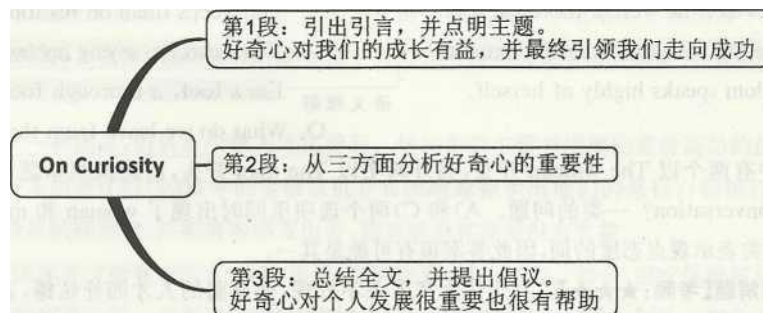 第1段：引出引言，并点明主题。
好奇心对我们的成长有益，并最终引领我们走向成功
On Curiosity
第2段：从三方面分析好奇心的重要性
第3段：总结全文，并提出倡议。
好奇心对个人发展很重要也很有帮助